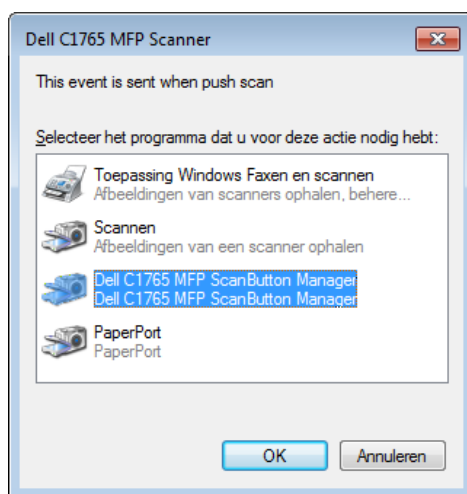 Dell C1765 MFP Scanner
This event is sent when push scan
Selecteer het programma dat u voor deze actie nodig hebt:
Toepassing Windows Faxen en scannen
Afbeeldingen van scanners ophalen, behere...
Scannen
Afbeeldingen van een scanner ophalen
Dell C1765 MFP ScanButton Manager
Dell C1765 MFP ScanButton Manager
PaperPort
PaperPort
OK
Annuleren